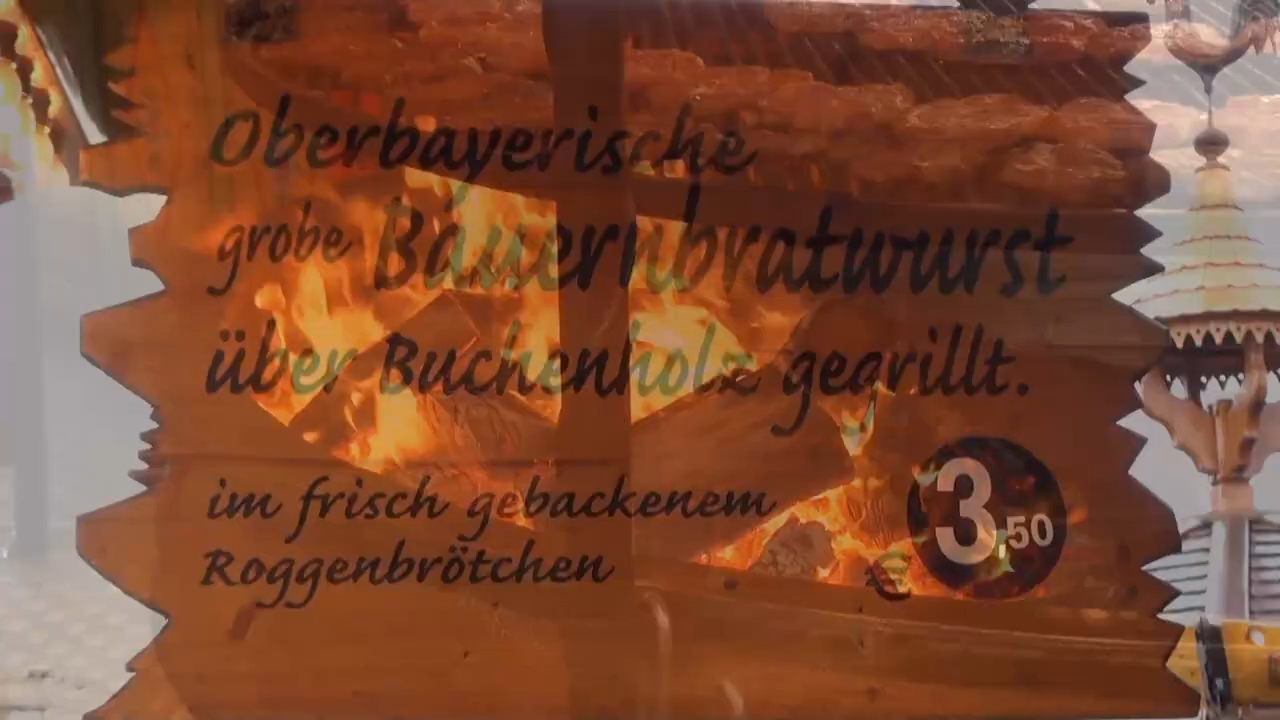 Oberbayerische
grobe Bauernbratwurst
über Buchenholz gegrillt.
im frisch gebackenem
Roggenbrötchen
€ 3,50